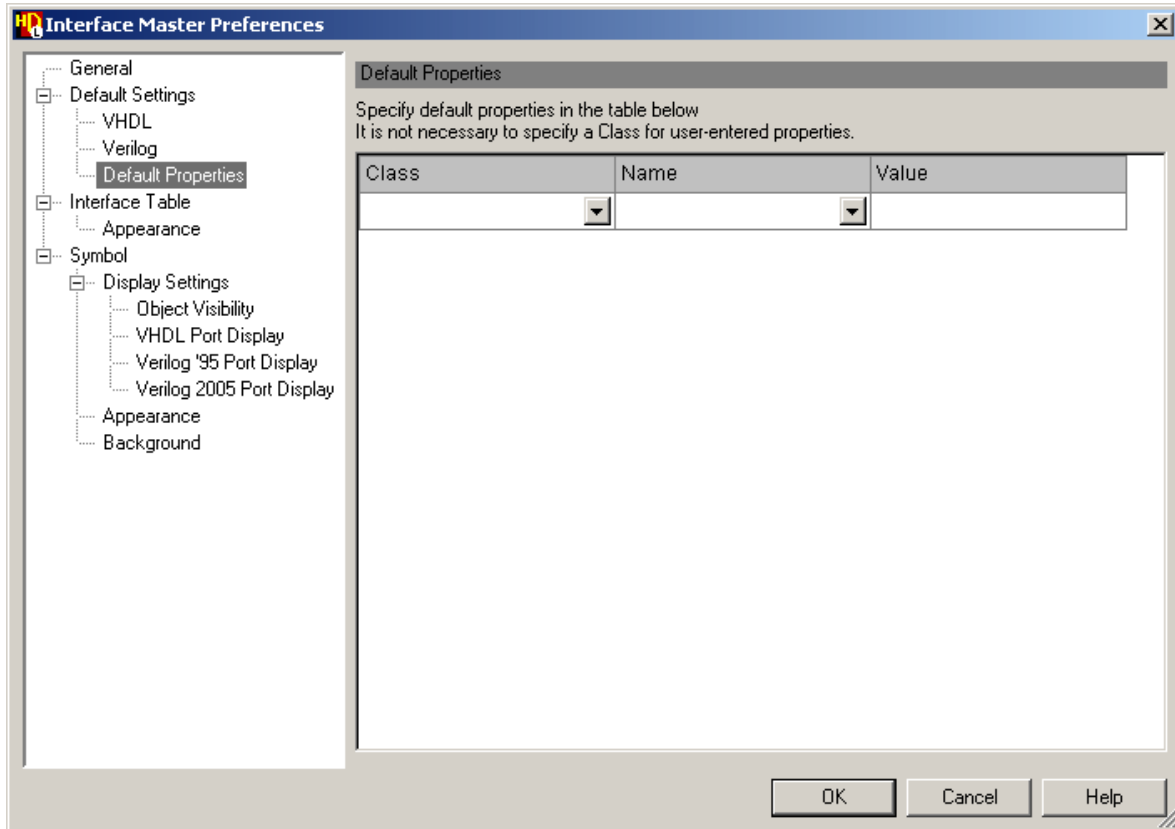 HDL Interface Master Preferences
General
Default Settings
VHDL
Verilog
Default Properties
Interface Table
Appearance
Symbol
Display Settings
Object Visibility
VHDL Port Display
Verilog '95 Port Display
Verilog 2005 Port Display
Appearance
Background
Default Properties
Specify default properties in the table below
It is not necessary to specify a Class for user-entered properties.
Class Name Value
OK Cancel Help